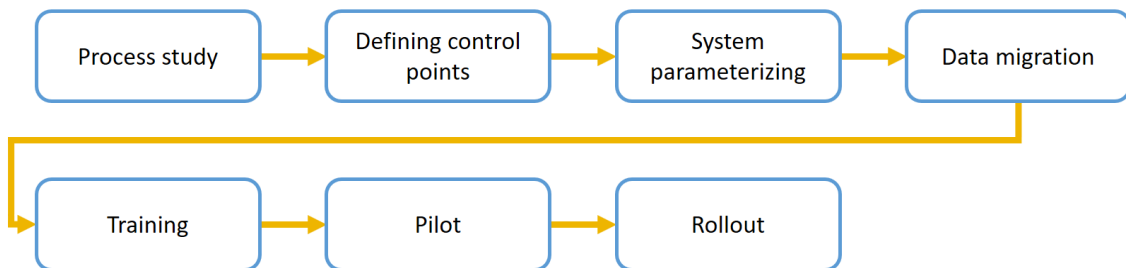 Process study
Defining control
points
System
parameterizing
Data migration
Training
Pilot
Rollout